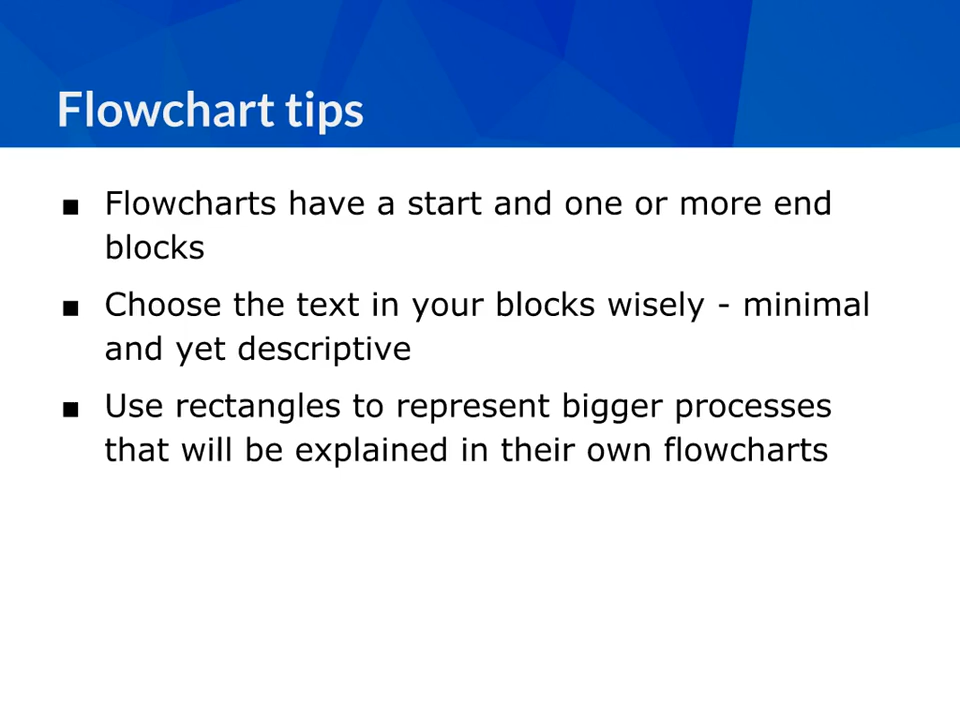 Flowchart tips
■ Flowcharts have a start and one or more end
blocks
■ Choose the text in your blocks wisely - minimal
and yet descriptive
■ Use rectangles to represent bigger processes
that will be explained in their own flowcharts